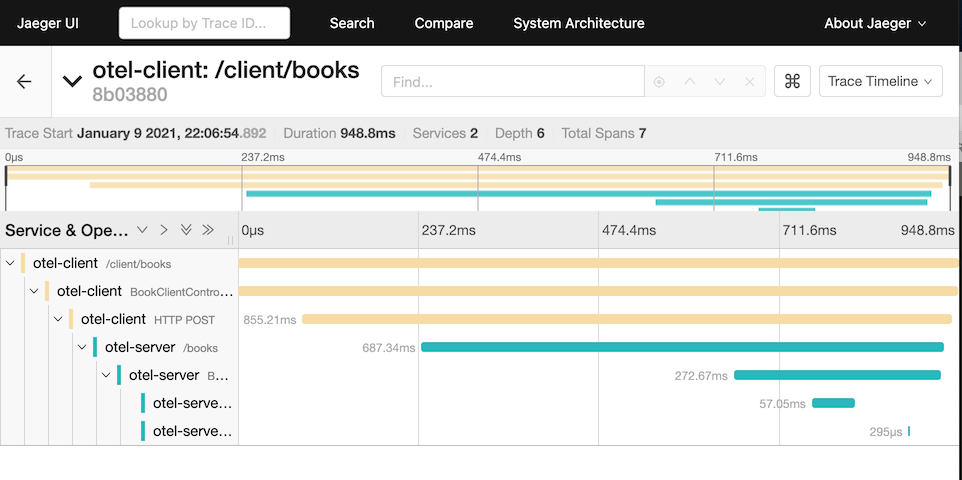 Jaeger UI Lookup by Trace ID... Search Compare System Architecture About Jaeger
otel-client: /client/books
8b03880
Find... ⌘ Trace Timeline
Trace Start January 9 2021, 22:06:54.892 Duration 948.8ms Services 2 Depth 6 Total Spans 7
0μs 237.2ms 474.4ms 711.6ms 948.8ms
Service & Ope... 0μs 237.2ms 474.4ms 711.6ms 948.8ms
otel-client /client/books
otel-client BookClientContro...
otel-client HTTP POST 855.21ms
otel-server /books 687.34ms
otel-server B... 272.67ms
otel-serve... 57.05ms
otel-serve... 295μs